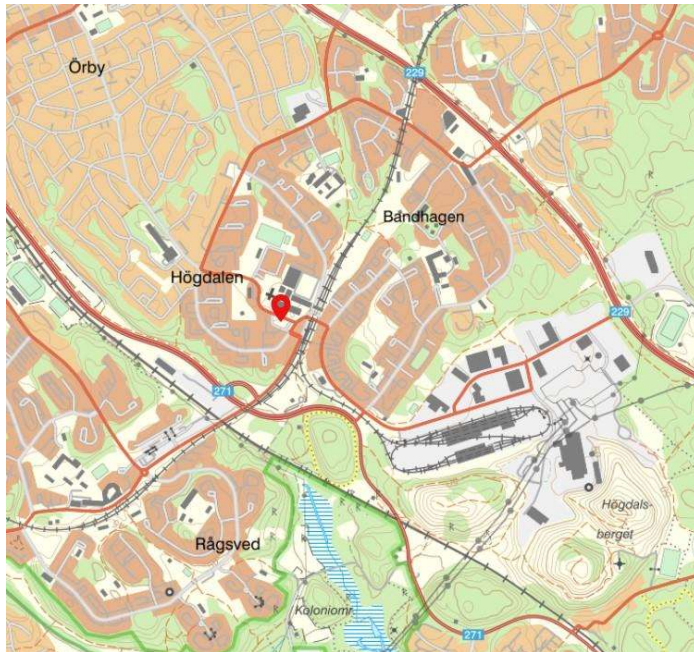 Örby
229
Bandhagen
Högdalen
229
271
Högdals-
berget
Rågsved
Koloniomr.
271